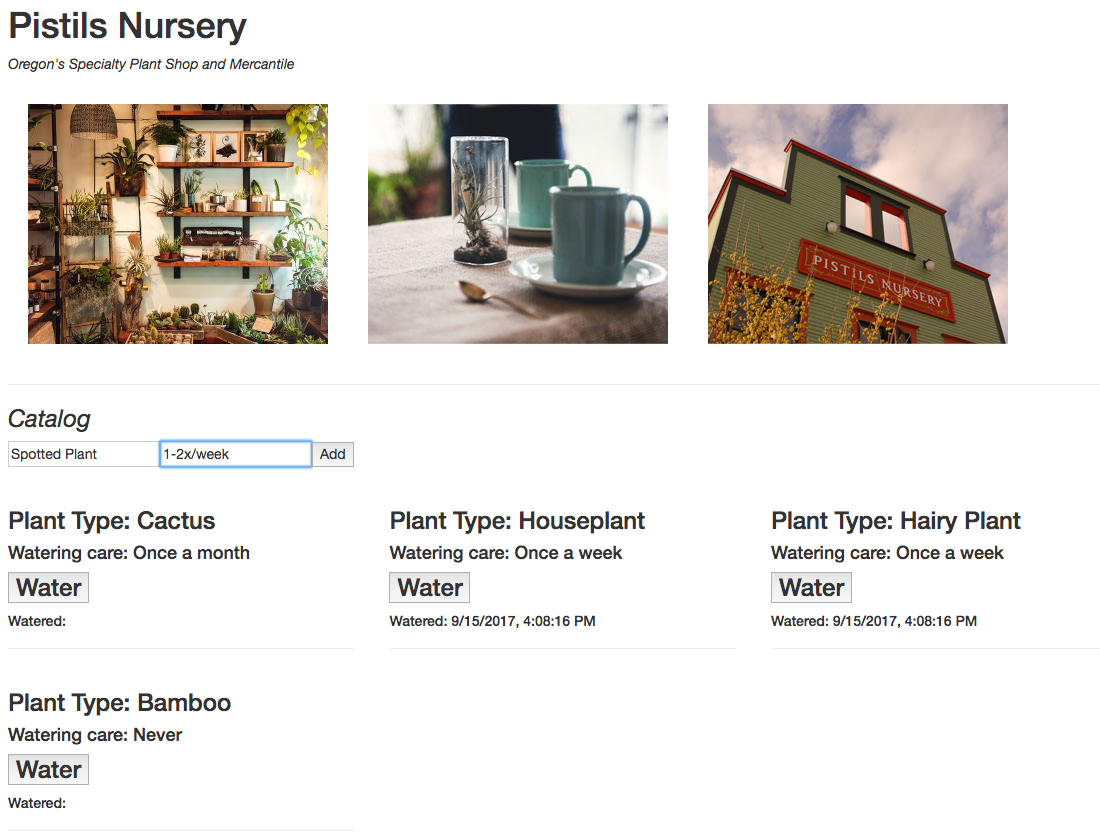 Pistils Nursery
Oregon's Specialty Plant Shop and Mercantile
PISTILS NURSERY
Catalog
Spotted Plant 1-2x/week Add
Plant Type: Cactus
Watering care: Once a month
Water
Watered:
Plant Type: Houseplant
Watering care: Once a week
Water
Watered: 9/15/2017, 4:08:16 PM
Plant Type: Hairy Plant
Watering care: Once a week
Water
Watered: 9/15/2017, 4:08:16 PM
Plant Type: Bamboo
Watering care: Never
Water
Watered: